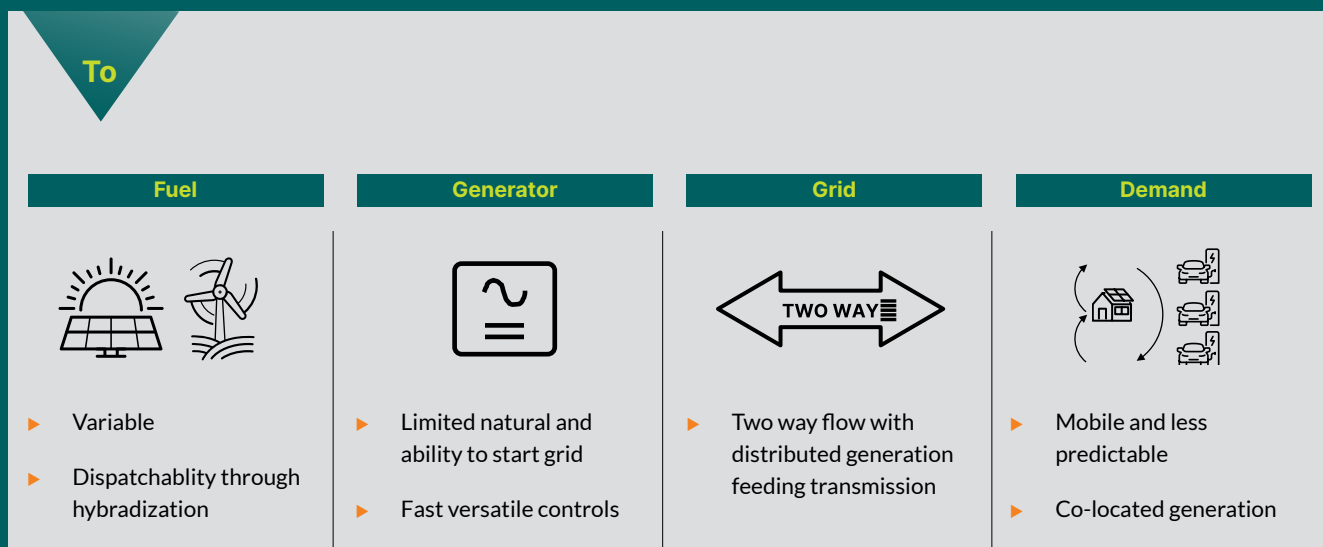 To
Fuel
Generator
Grid
Demand
TWO WAY
Variable
Dispatchablity through
hybradization
Limited natural and
ability to start grid
Fast versatile controls
Two way flow with
distributed generation
feeding transmission
Mobile and less
predictable
Co-located generation